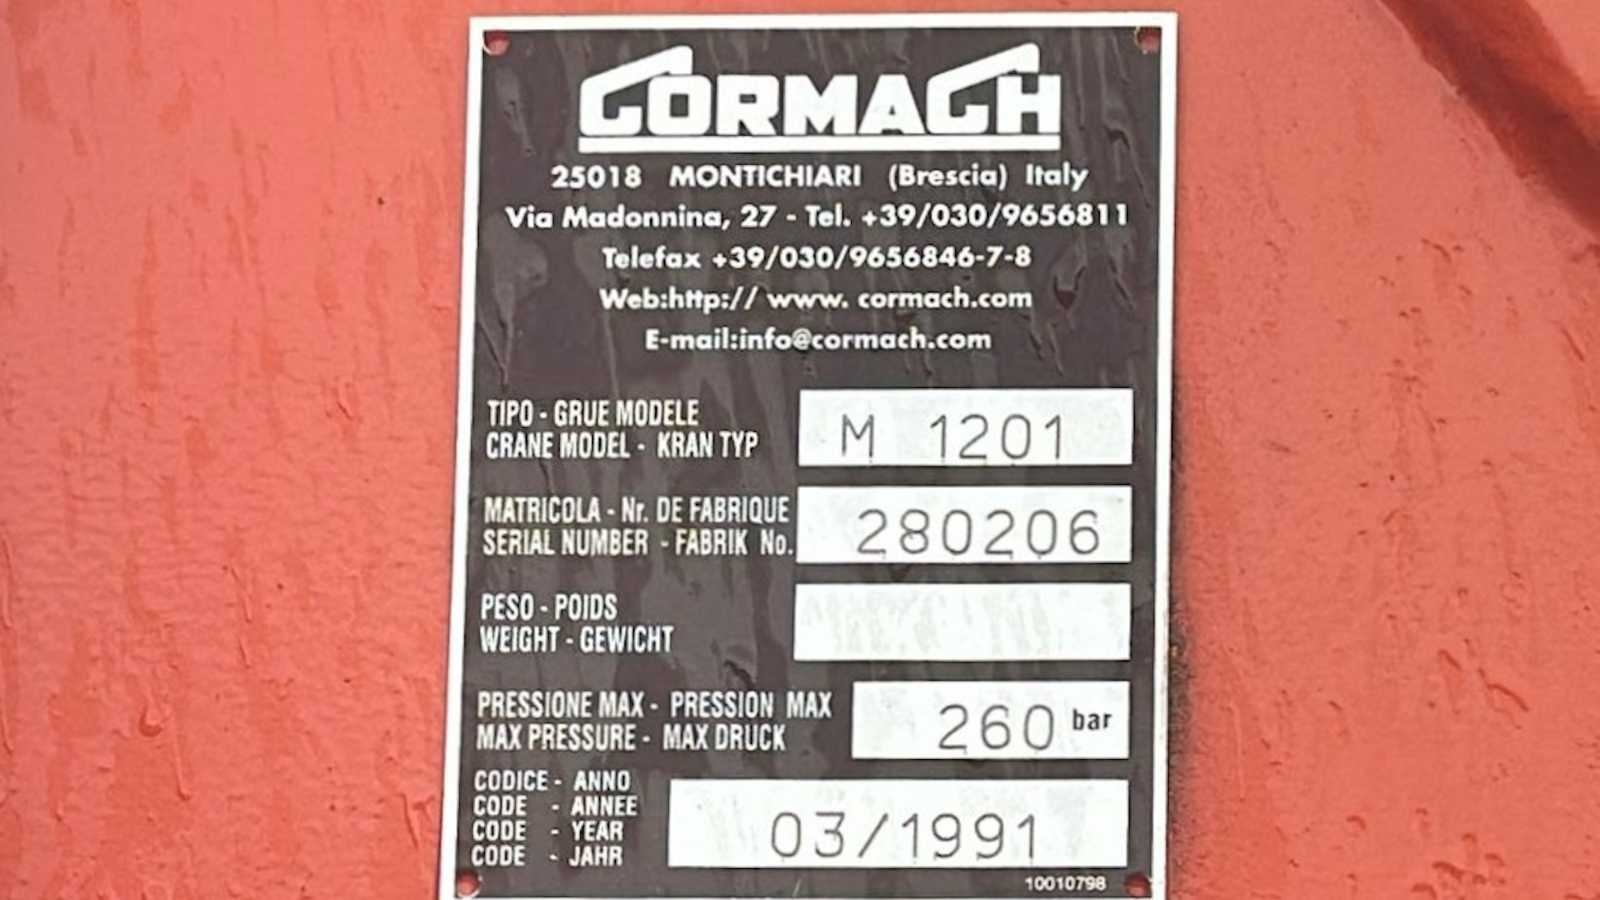 CORMACH
25018 MONTICHIARI (Brescia) Italy
Via Madonnina, 27 - Tel. +39/030/9656811
Telefax +39/030/9656846-7-8
Web:http:// www. cormach.com
E-mail:info@cormach.com
TIPO - GRUE MODELE
CRANE MODEL - KRAN TYP
M 1201
MATRICOLA - Nr. DE FABRIQUE
SERIAL NUMBER - FABRIK No.
280206
PESO - POIDS
WEIGHT - GEWICHT
PRESSIONE MAX - PRESSION MAX
MAX PRESSURE - MAX DRUCK
260 bar
CODICE - ANNO
CODE - ANNEE
CODE - YEAR
CODE - JAHR
03/1991
10010798